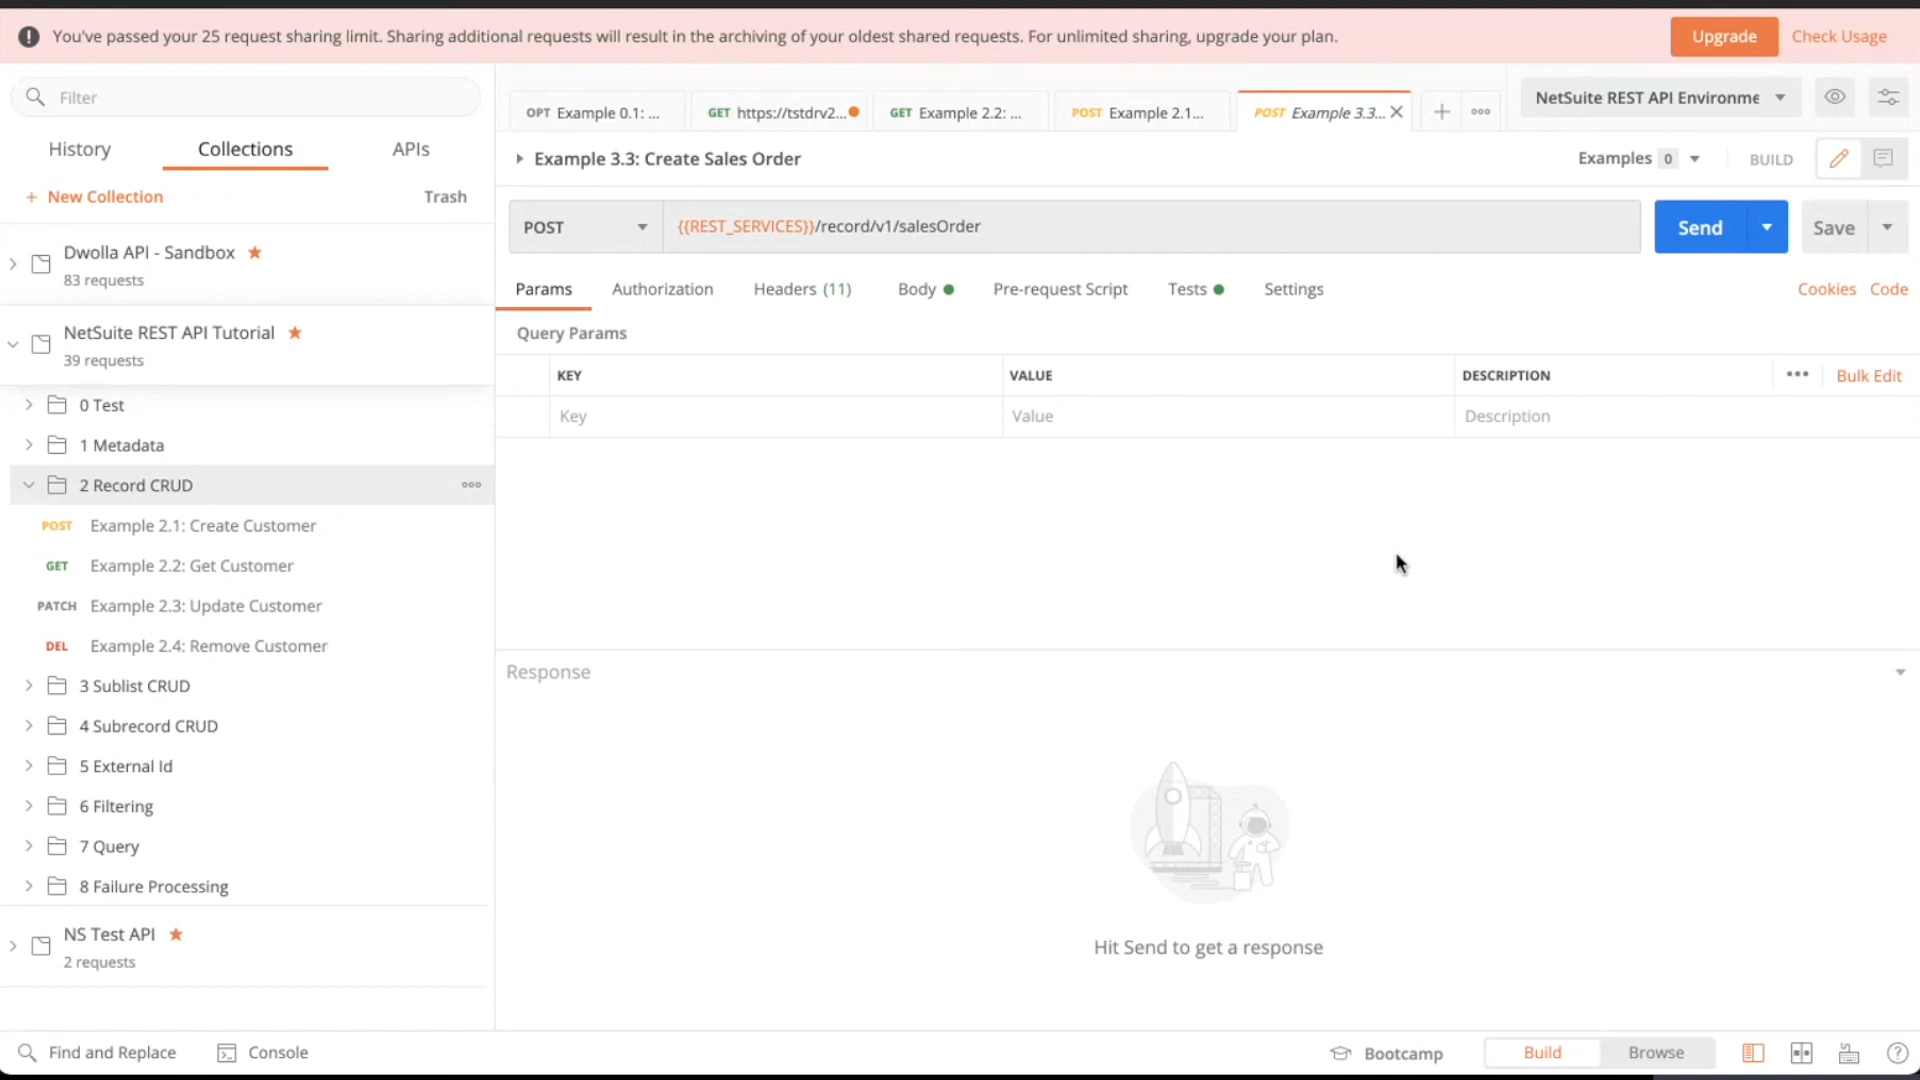 You've passed your 25 request sharing limit. Sharing additional requests will result in the archiving of your oldest shared requests. For unlimited sharing, upgrade your plan.
Upgrade
Check Usage
Filter
History
Collections
APIs
+ New Collection
Trash
Dwolla API - Sandbox
83 requests
NetSuite REST API Tutorial
39 requests
0 Test
1 Metadata
2 Record CRUD
POST Example 2.1: Create Customer
GET Example 2.2: Get Customer
PATCH Example 2.3: Update Customer
DEL Example 2.4: Remove Customer
3 Sublist CRUD
4 Subrecord CRUD
5 External Id
6 Filtering
7 Query
8 Failure Processing
NS Test API
2 requests
OPT Example 0.1: ...
GET https://tstdrv2...
GET Example 2.2: ...
POST Example 2.1...
POST Example 3.3...
NetSuite REST API Environme
Example 3.3: Create Sales Order
Examples 0
BUILD
POST
{{REST_SERVICES}}/record/v1/salesOrder
Send
Save
Params
Authorization
Headers (11)
Body
Pre-request Script
Tests
Settings
Cookies
Code
Query Params
KEY
VALUE
DESCRIPTION
Bulk Edit
Key
Value
Description
Response
Hit Send to get a response
Find and Replace
Console
Bootcamp
Build
Browse